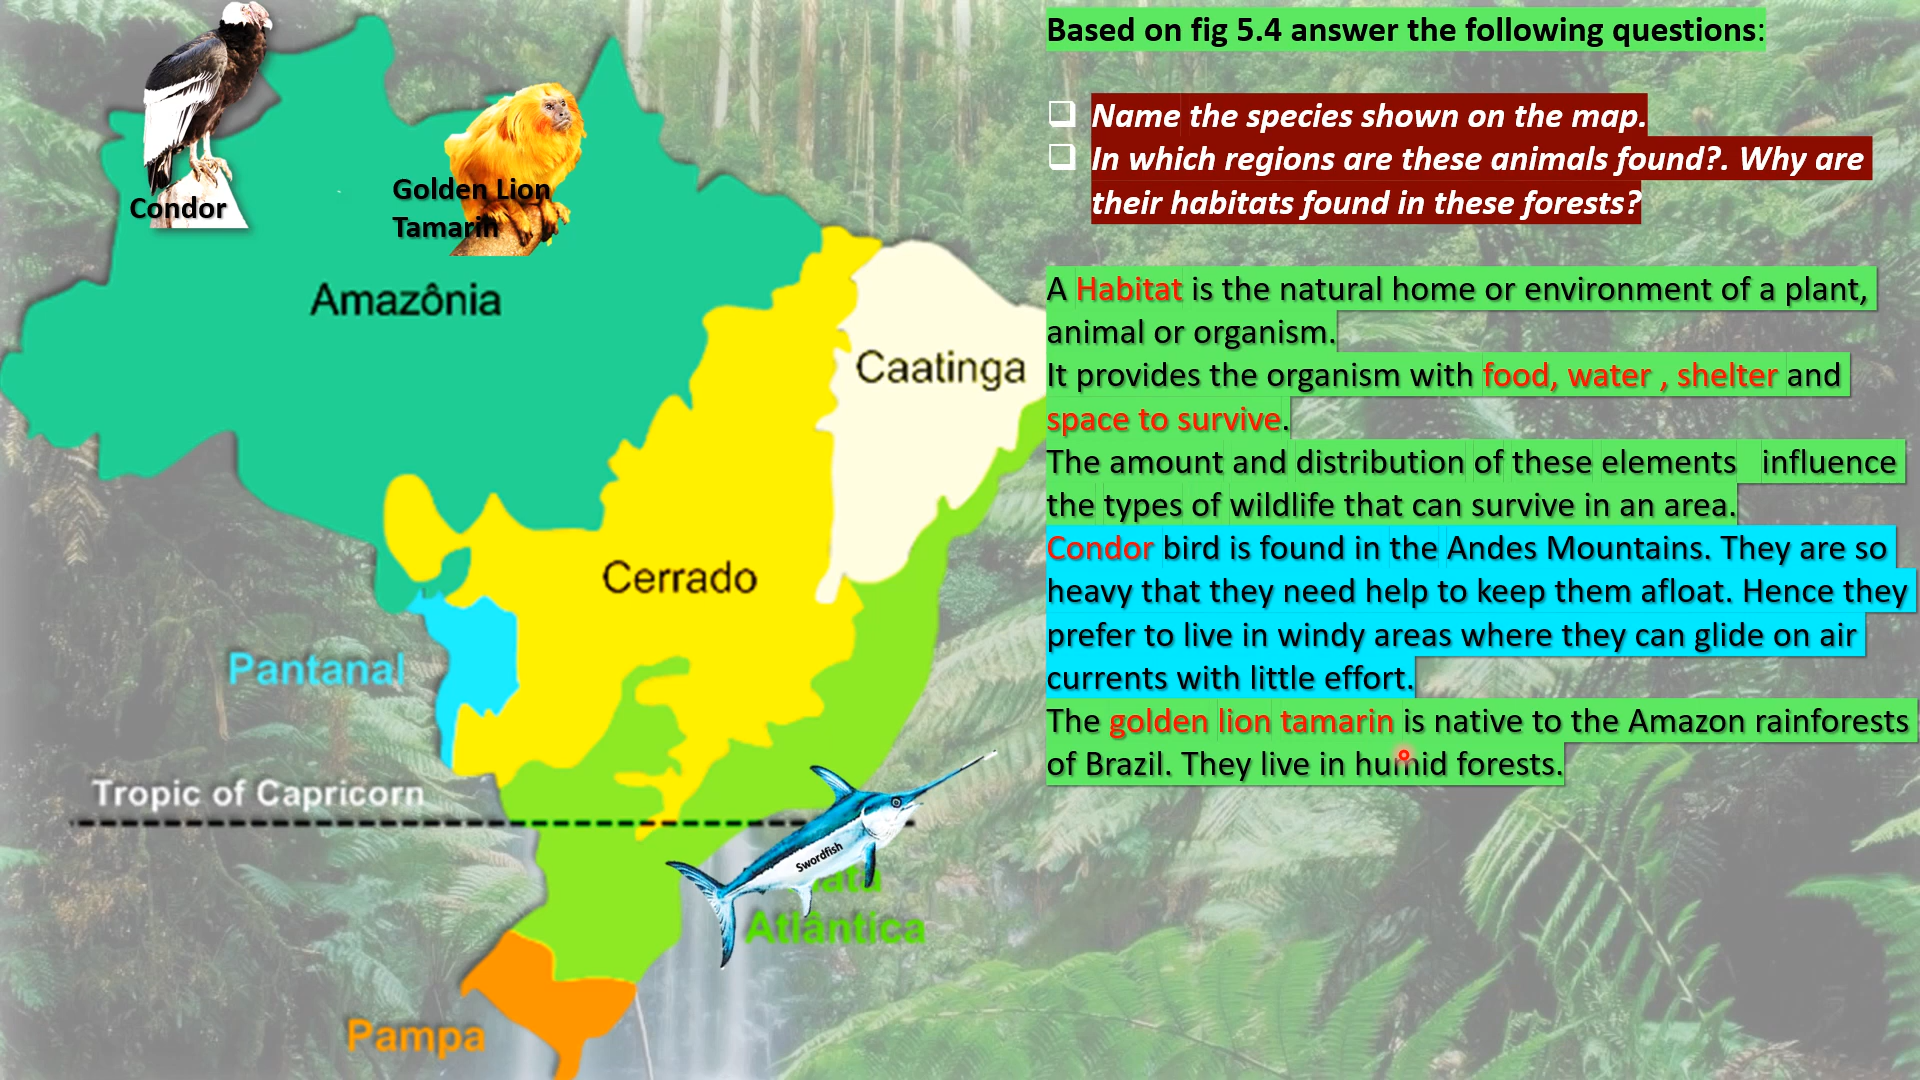 Based on fig 5.4 answer the following questions:
Name the species shown on the map.
In which regions are these animals found?. Why are
their habitats found in these forests?
A Habitat is the natural home or environment of a plant,
animal or organism.
It provides the organism with food, water , shelter and
space to survive.
The amount and distribution of these elements influence
the types of wildlife that can survive in an area.
Condor bird is found in the Andes Mountains. They are so
heavy that they need help to keep them afloat. Hence they
prefer to live in windy areas where they can glide on air
currents with little effort.
The golden lion tamarin is native to the Amazon rainforests
of Brazil. They live in humid forests.
Condor
Golden Lion
Tamarin
Amazônia
Caatinga
Cerrado
Pantanal
Tropic of Capricorn
Swordfish
Atlântica
Pampa